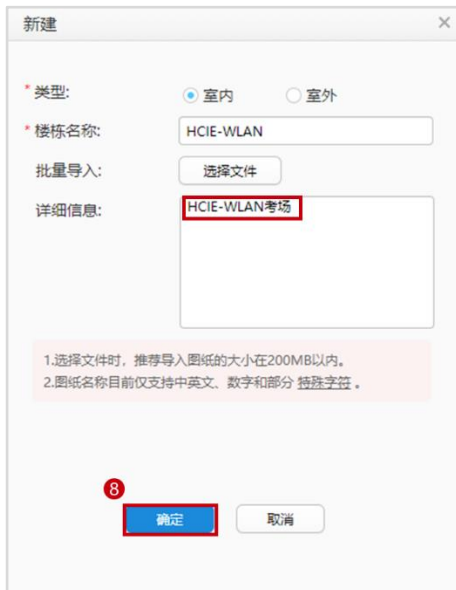 新建
* 类型: 室内 室外
* 楼栋名称: HCIE-WLAN
批量导入: 选择文件
详细信息: HCIE-WLAN考场
1.选择文件时，推荐导入图纸的大小在200MB以内。
2.图纸名称目前仅支持中英文、数字和部分 特殊字符 。
8
确定 取消